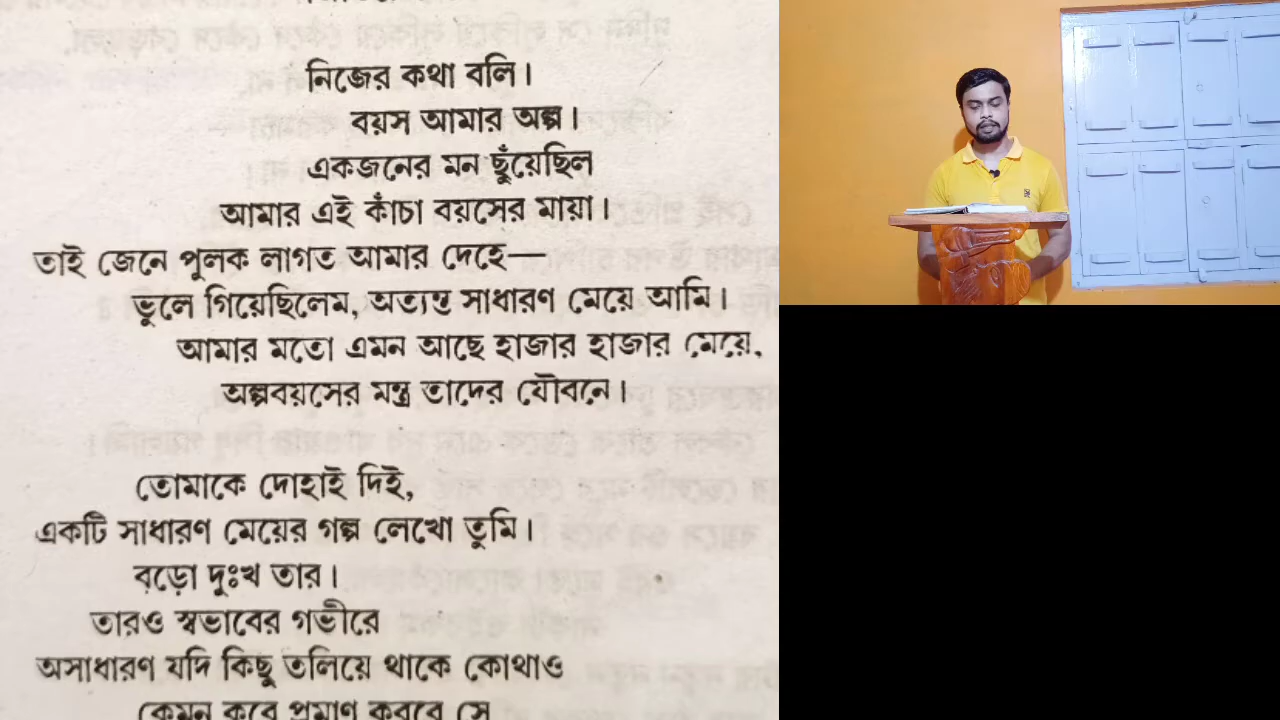 নিজের কথা বলি।
বয়স আমার অল্প।
একজনের মন ছুঁয়েছিল
আমার এই কাঁচা বয়সের মায়া।
তাই জেনে পুলক লাগত আমার দেহে—
ভুলে গিয়েছিলেম, অত্যন্ত সাধারণ মেয়ে আমি।
আমার মতো এমন আছে হাজার হাজার মেয়ে,
অল্পবয়সের মন্ত্র তাদের যৌবনে।
তোমাকে দোহাই দিই,
একটি সাধারণ মেয়ের গল্প লেখো তুমি।
বড়ো দুঃখ তার।
তারও স্বভাবের গভীরে
অসাধারণ যদি কিছু তলিয়ে থাকে কোথাও
কেমন করে প্রমাণ করবে সে